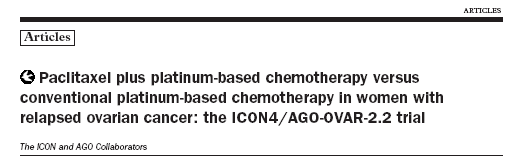 ARTICLES
Articles
Paclitaxel plus platinum-based chemotherapy versus
conventional platinum-based chemotherapy in women with
relapsed ovarian cancer: the ICON4/AGO-OVAR-2.2 trial
The ICON and AGO Collaborators